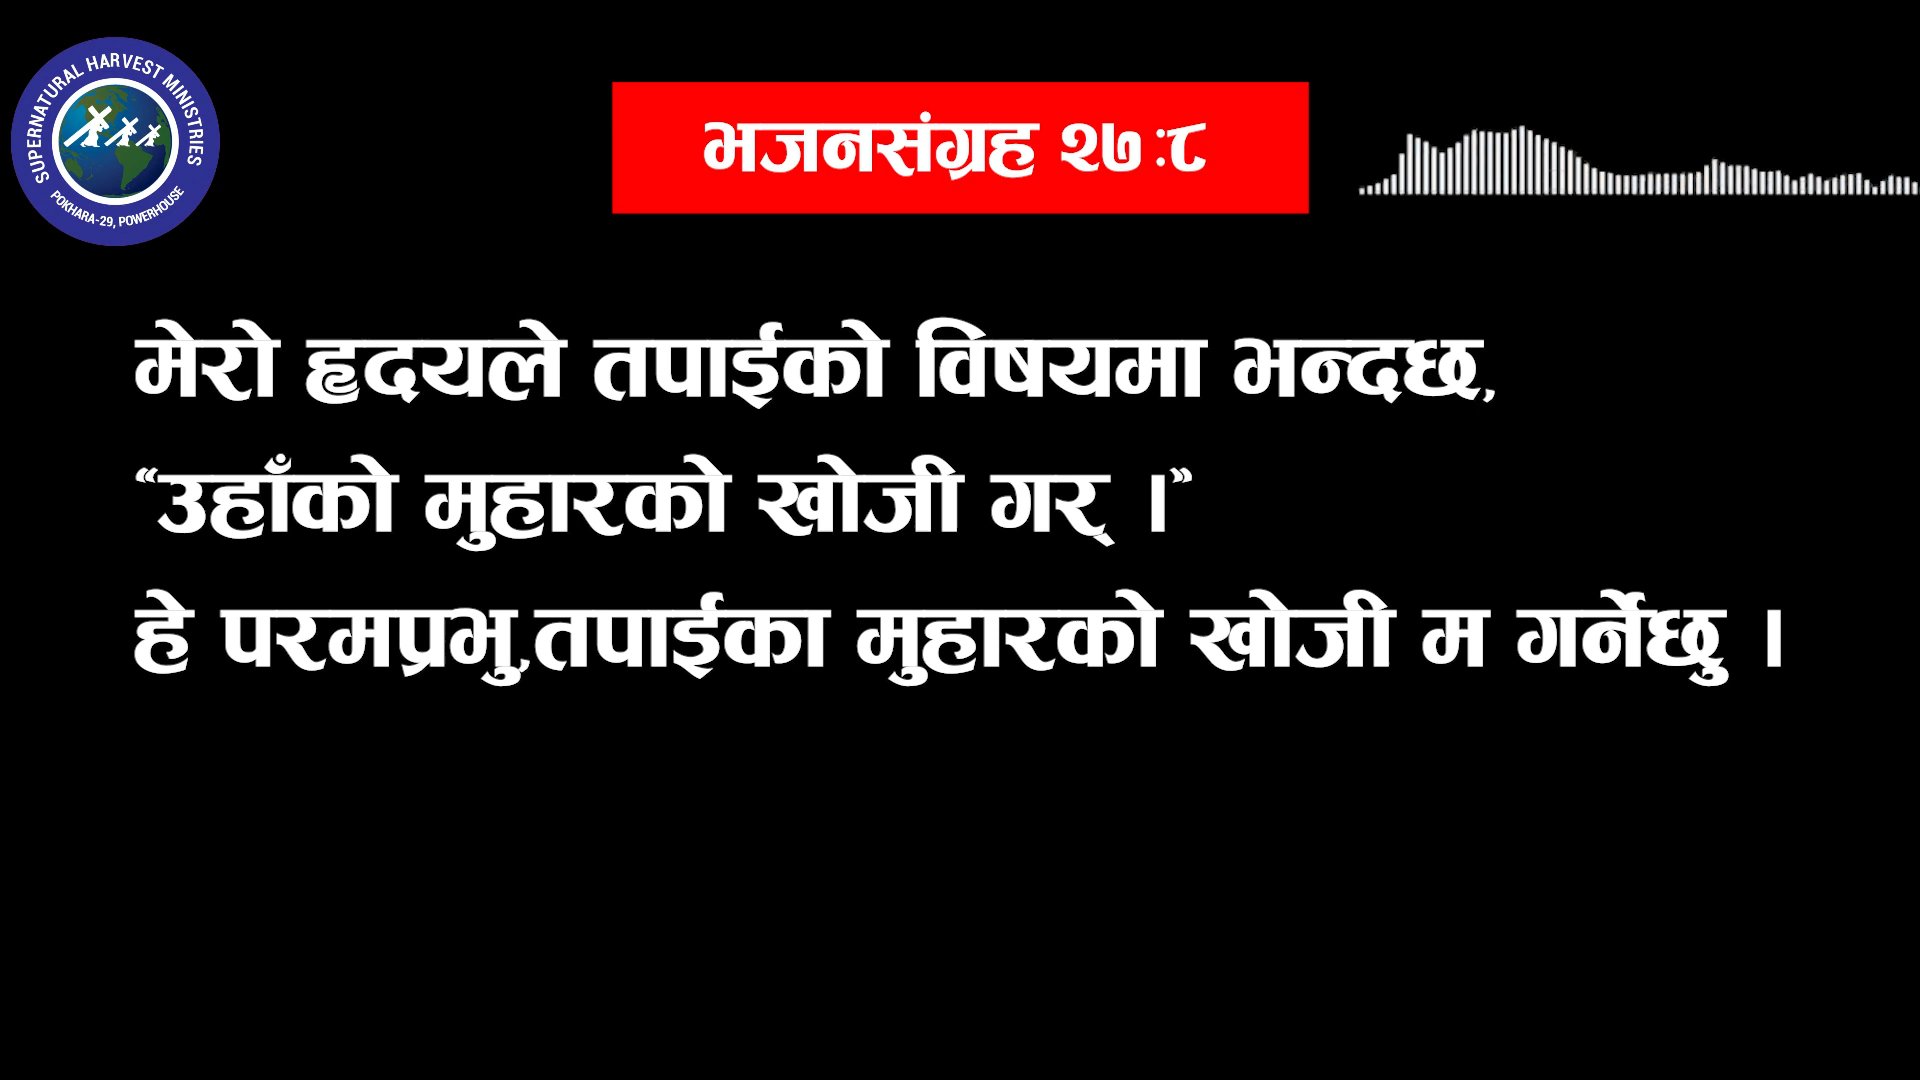 SUPERNATURAL HARVEST MINISTRIES
POKHARA-29, POWERHOUSE
भजनसंग्रह २७:८
मेरो हृदयले तपाईको विषयमा भन्दछ,
“उहाँको मुहारको खोजी गर् ।”
हे परमप्रभु,तपाईका मुहारको खोजी म गर्नेछु ।